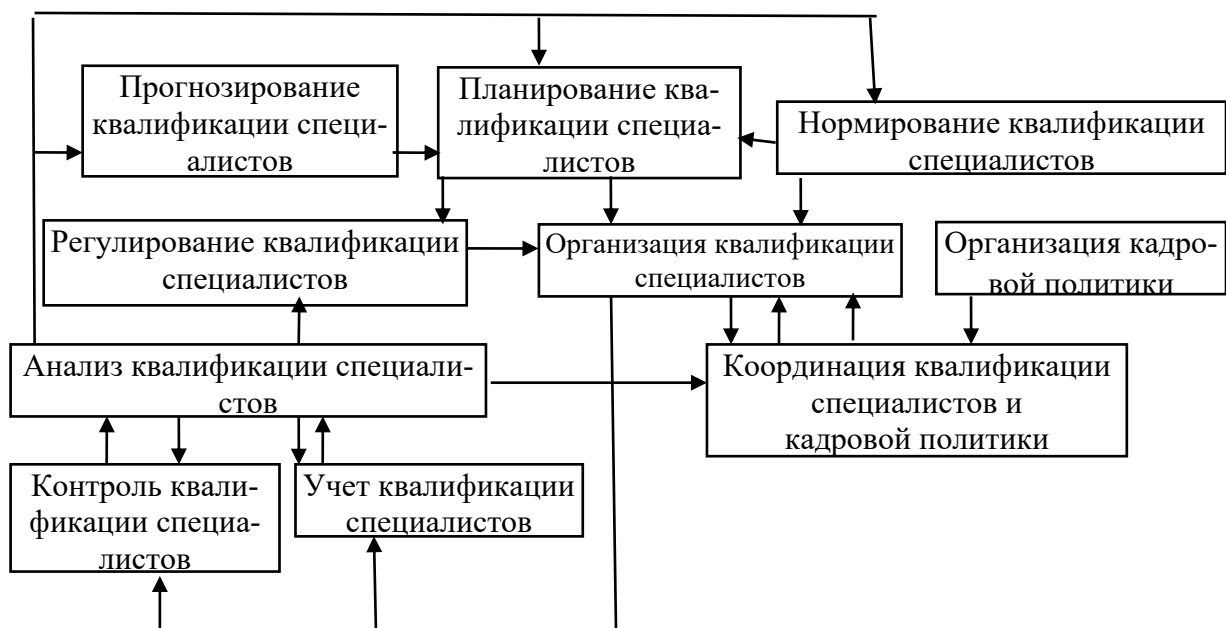 Прогнозирование
квалификации специ-
алистов
Планирование ква-
лификации специа-
листов
Нормирование квалификации
специалистов
Регулирование квалификации
специалистов
Организация квалификации
специалистов
Организация кадро-
вой политики
Анализ квалификации специали-
стов
Координация квалификации
специалистов и
кадровой политики
Контроль квали-
фикации специа-
листов
Учет квалификации
специалистов